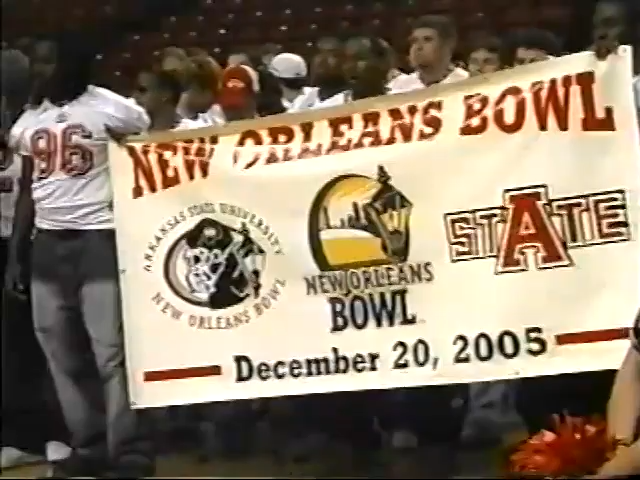 NEW ORLEANS BOWL
96
ARKANSAS STATE UNIVERSITY
NEW ORLEANS BOWL
NEW ORLEANS
BOWL
STATE
December 20, 2005